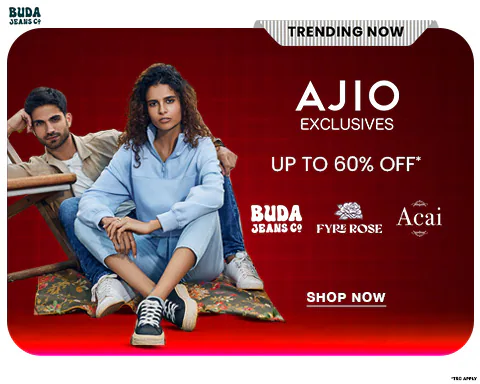 BUDA
JEANS Cº
TRENDING NOW
AJIO
EXCLUSIVES
UP TO 60% OFF*
BUDA
JEANS Cº
FYRE ROSE
Acai
SHOP NOW
*T&C APPLY